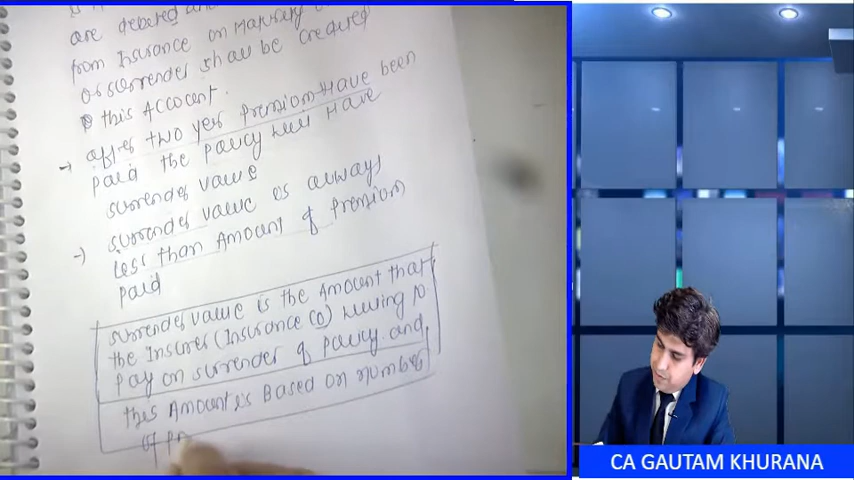 are debited and
from Insurance on Maturity
or surrender shall be credited
this Account.
→ after two year premium Have been
paid the policy will Have
surrender value
→) surrender value is always
less than Amount of Premium
paid
surrender value is the Amount that
the Insurer (Insurance Co) willing to
pay on surrender of policy. and
this Amount is Based on number
of pr
CA GAUTAM KHURANA